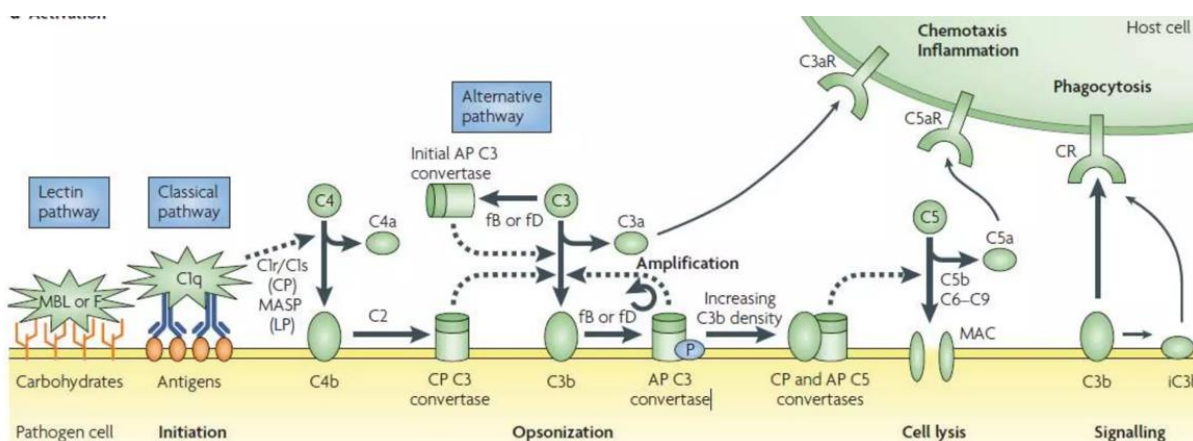 Activation
Chemotaxis
Inflammation
Host cell
C3aR
Alternative
pathway
Phagocytosis
C5aR
Initial AP C3
convertase
CR
Lectin
pathway
Classical
pathway
C4
C3
C5
C4a
fB or fD
C3a
C5a
C1q
C1r/C1s
(CP)
MASP
(LP)
Amplification
C5b
C6–C9
MBL or F
C2
fB or fD
Increasing
C3b density
MAC
P
Carbohydrates
Antigens
C4b
CP C3
convertase
C3b
AP C3
convertase
CP and AP C5
convertases
C3b
Pathogen cell
Initiation
Opsonization
Cell lysis
Signalling